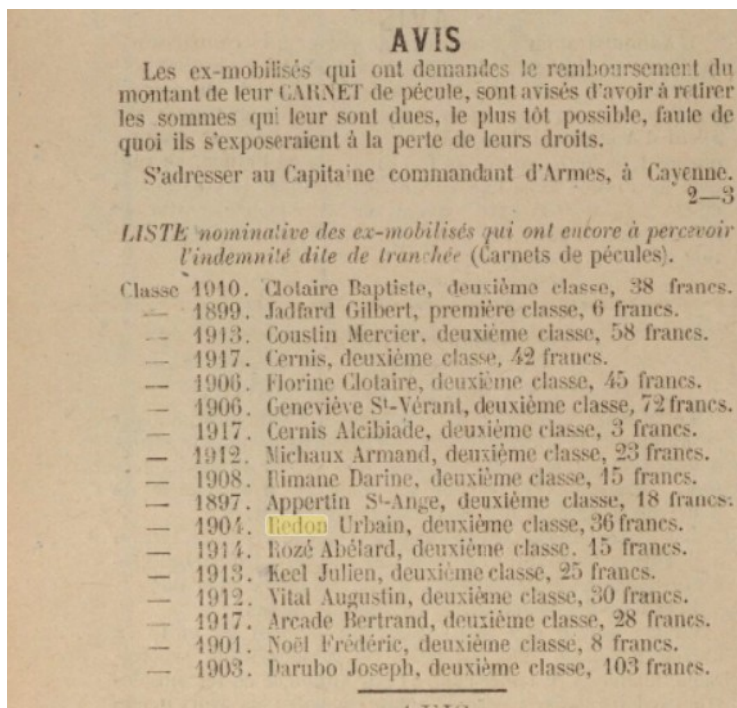 AVIS
Les ex-mobilisés qui ont demandés le remboursement du
montant de leur CARNET de pécule, sont avisés d'avoir à retirer
les sommes qui leur sont dues, le plus tôt possible, faute de
quoi ils s'exposeraient à la perte de leurs droits.
S'adresser au Capitaine commandant d'Armes, à Cayenne.
2—3
LISTE nominative des ex-mobilisés qui ont encore à percevoir
l'indemnité dite de tranchée (Carnets de pécules).
Classe 1910. Clotaire Baptiste, deuxième classe, 38 francs.
— 1899. Jadfard Gilbert, première classe, 6 francs.
— 1913. Coustin Mercier, deuxième classe, 58 francs.
— 1917. Cernis, deuxième classe, 42 francs.
— 1906. Florine Clotaire, deuxième classe, 45 francs.
— 1906. Geneviève St-Vérant, deuxième classe, 72 francs.
— 1917. Cernis Alcibiade, deuxième classe, 3 francs.
— 1912. Michaux Armand, deuxième classe, 23 francs.
— 1908. Rimane Darine, deuxième classe, 15 francs.
— 1897. Appertin St-Ange, deuxième classe, 18 francs.
— 1904. Redon Urbain, deuxième classe, 36 francs.
— 1914. Rozé Abélard, deuxième classe. 15 francs.
— 1913. Keel Julien, deuxième classe, 25 francs.
— 1912. Vital Augustin, deuxième classe, 30 francs.
— 1917. Arcade Bertrand, deuxième classe, 28 francs.
— 1901. Noël Frédéric, deuxième classe, 8 francs.
— 1903. Darubo Joseph, deuxième classe, 103 francs.